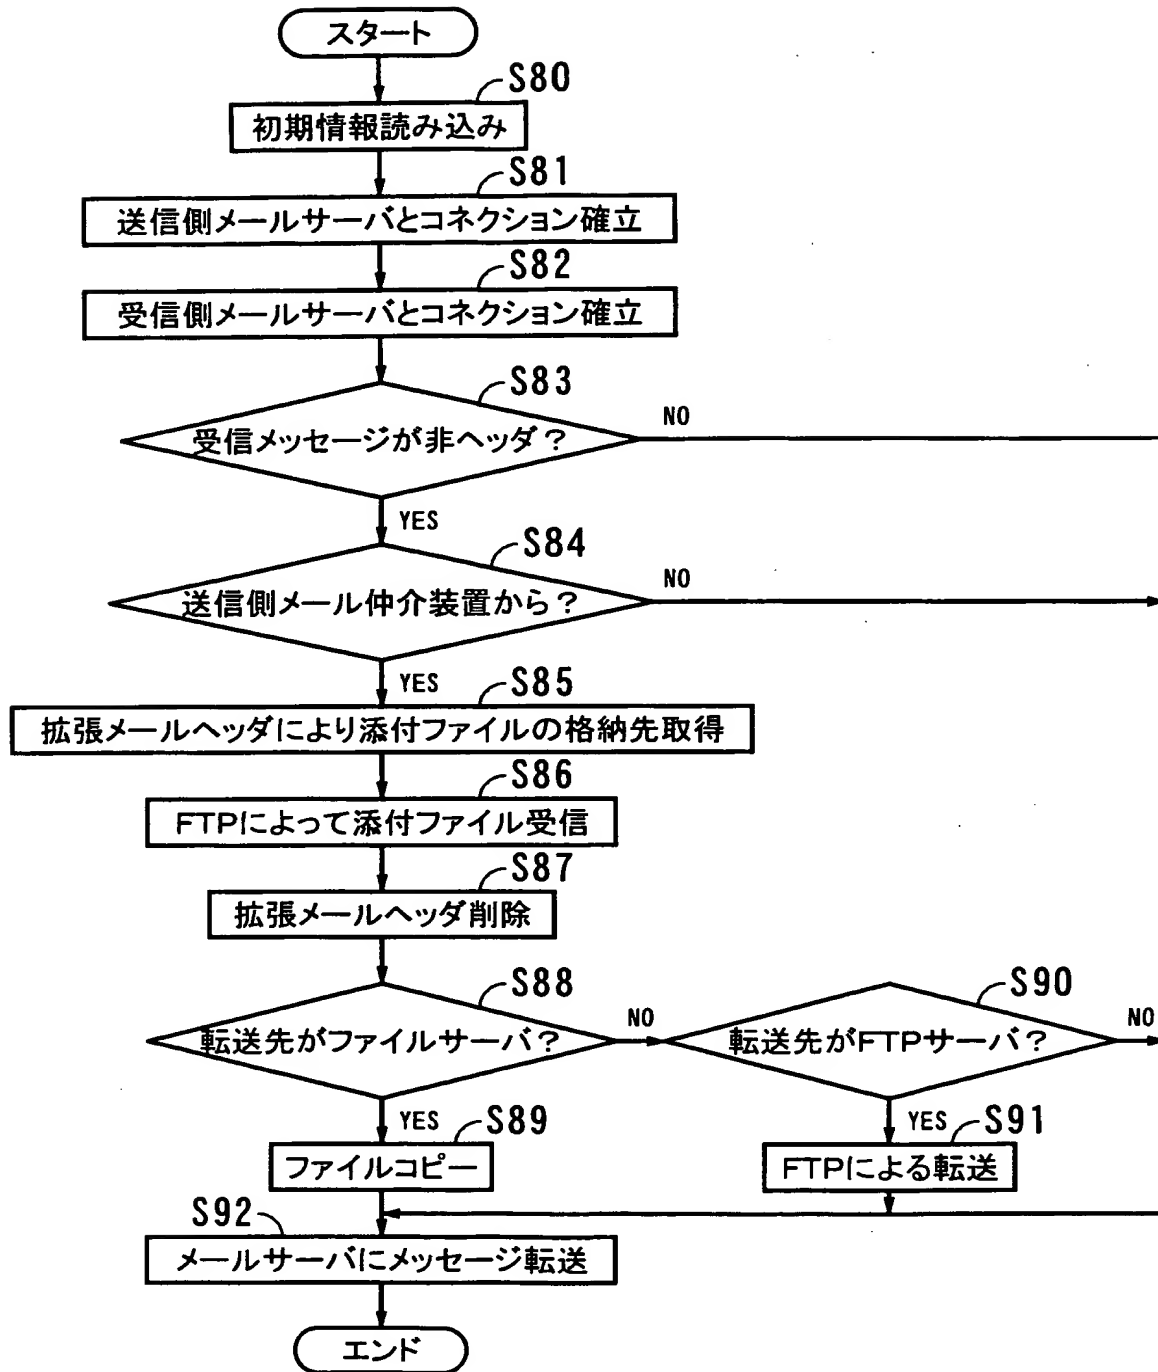 スタート
S80
初期情報読み込み
S81
送信側メールサーバとコネクション確立
S82
受信側メールサーバとコネクション確立
S83
受信メッセージが非ヘッダ?
NO
YES
S84
送信側メール仲介装置から?
NO
YES
S85
拡張メールヘッダにより添付ファイルの格納先取得
S86
FTPによって添付ファイル受信
S87
拡張メールヘッダ削除
S88
転送先がファイルサーバ?
NO
S90
転送先がFTPサーバ?
NO
YES
S89
ファイルコピー
YES
S91
FTPによる転送
S92
メールサーバにメッセージ転送
エンド